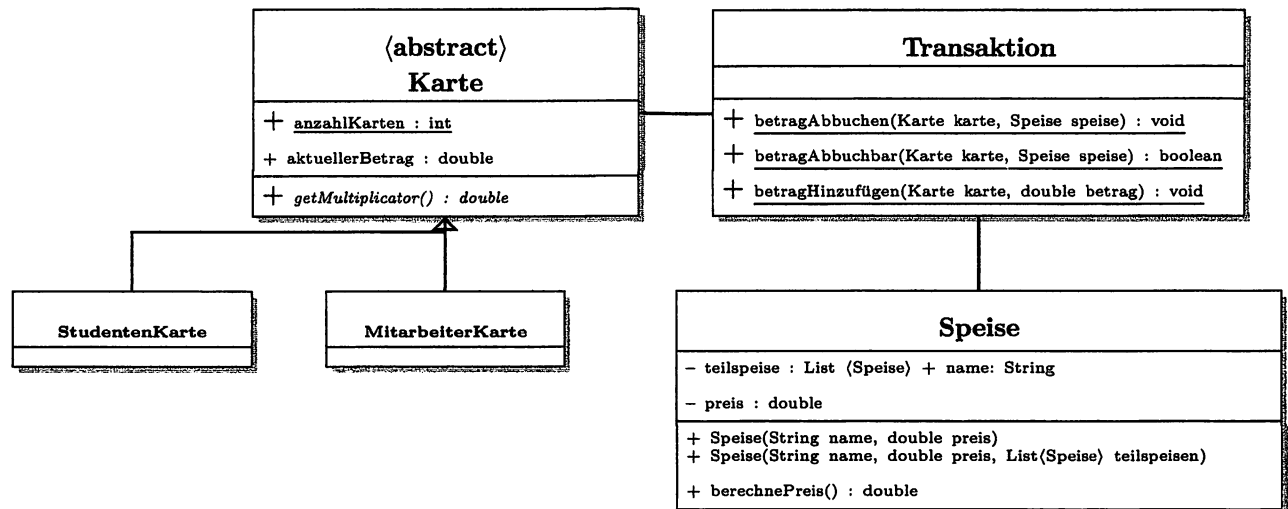 ⟨abstract⟩
Karte
+ anzahlKarten : int
+ aktuellerBetrag : double
+ getMultiplicator() : double
Transaktion
+ betragAbbuchen(Karte karte, Speise speise) : void
+ betragAbbuchbar(Karte karte, Speise speise) : boolean
+ betragHinzufügen(Karte karte, double betrag) : void
StudentenKarte
MitarbeiterKarte
Speise
– teilspeise : List ⟨Speise⟩ + name: String
– preis : double
+ Speise(String name, double preis)
+ Speise(String name, double preis, List⟨Speise⟩ teilspeisen)
+ berechnePreis() : double